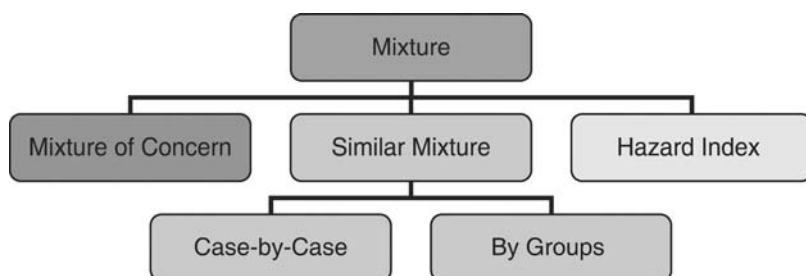 Mixture
Mixture of Concern
Similar Mixture
Hazard Index
Case-by-Case
By Groups